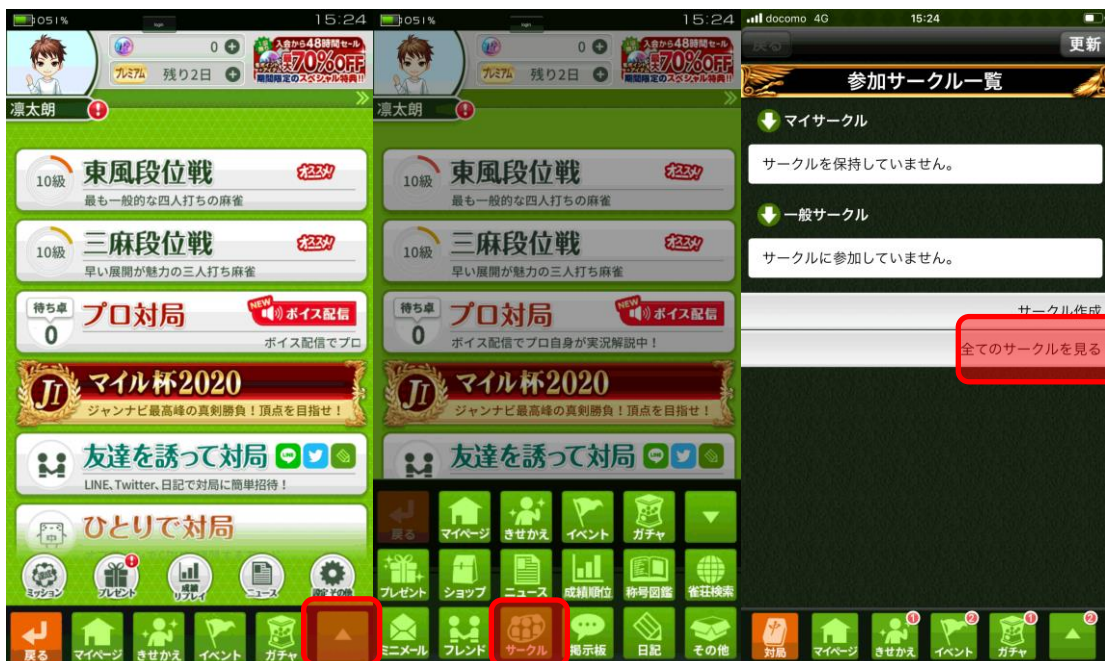 051%
15:24
0
プレミアム
残り2日
入会から48時間セール
70%OFF
期間限定のスペシャル特典!!
凛太朗
10級
東風段位戦
オススメ!
最も一般的な四人打ちの麻雀
10級
三麻段位戦
オススメ!
早い展開が魅力の三人打ち麻雀
待ち卓
0
プロ対局
NEW
ボイス配信
ボイス配信でプロ
マイル杯2020
ジャンナビ最高峰の真剣勝負!頂点を目指せ!
友達を誘って対局
LINE、Twitter、日記で対局に簡単招待!
ひとりで対局
ミッション
プレゼント
成績
リプレイ
ニュース
設定その他
戻る
マイページ
きせかえ
イベント
ガチャ
051%
15:24
0
プレミアム
残り2日
入会から48時間セール
70%OFF
期間限定のスペシャル特典!!
凛太朗
10級
東風段位戦
オススメ!
最も一般的な四人打ちの麻雀
10級
三麻段位戦
オススメ!
早い展開が魅力の三人打ち麻雀
待ち卓
0
プロ対局
NEW
ボイス配信
ボイス配信でプロ自身が実況解説中!
マイル杯2020
ジャンナビ最高峰の真剣勝負!頂点を目指せ!
友達を誘って対局
戻る
マイページ
きせかえ
イベント
ガチャ
プレゼント
ショップ
ニュース
成績順位
称号図鑑
雀荘検索
ミニメール
フレンド
サークル
掲示板
日記
その他
docomo 4G
15:24
戻る
更新
参加サークル一覧
マイサークル
サークルを保持していません。
一般サークル
サークルに参加していません。
サークル作成
全てのサークルを見る
対局
マイページ
1
きせかえ
2
イベント
1
ガチャ
2